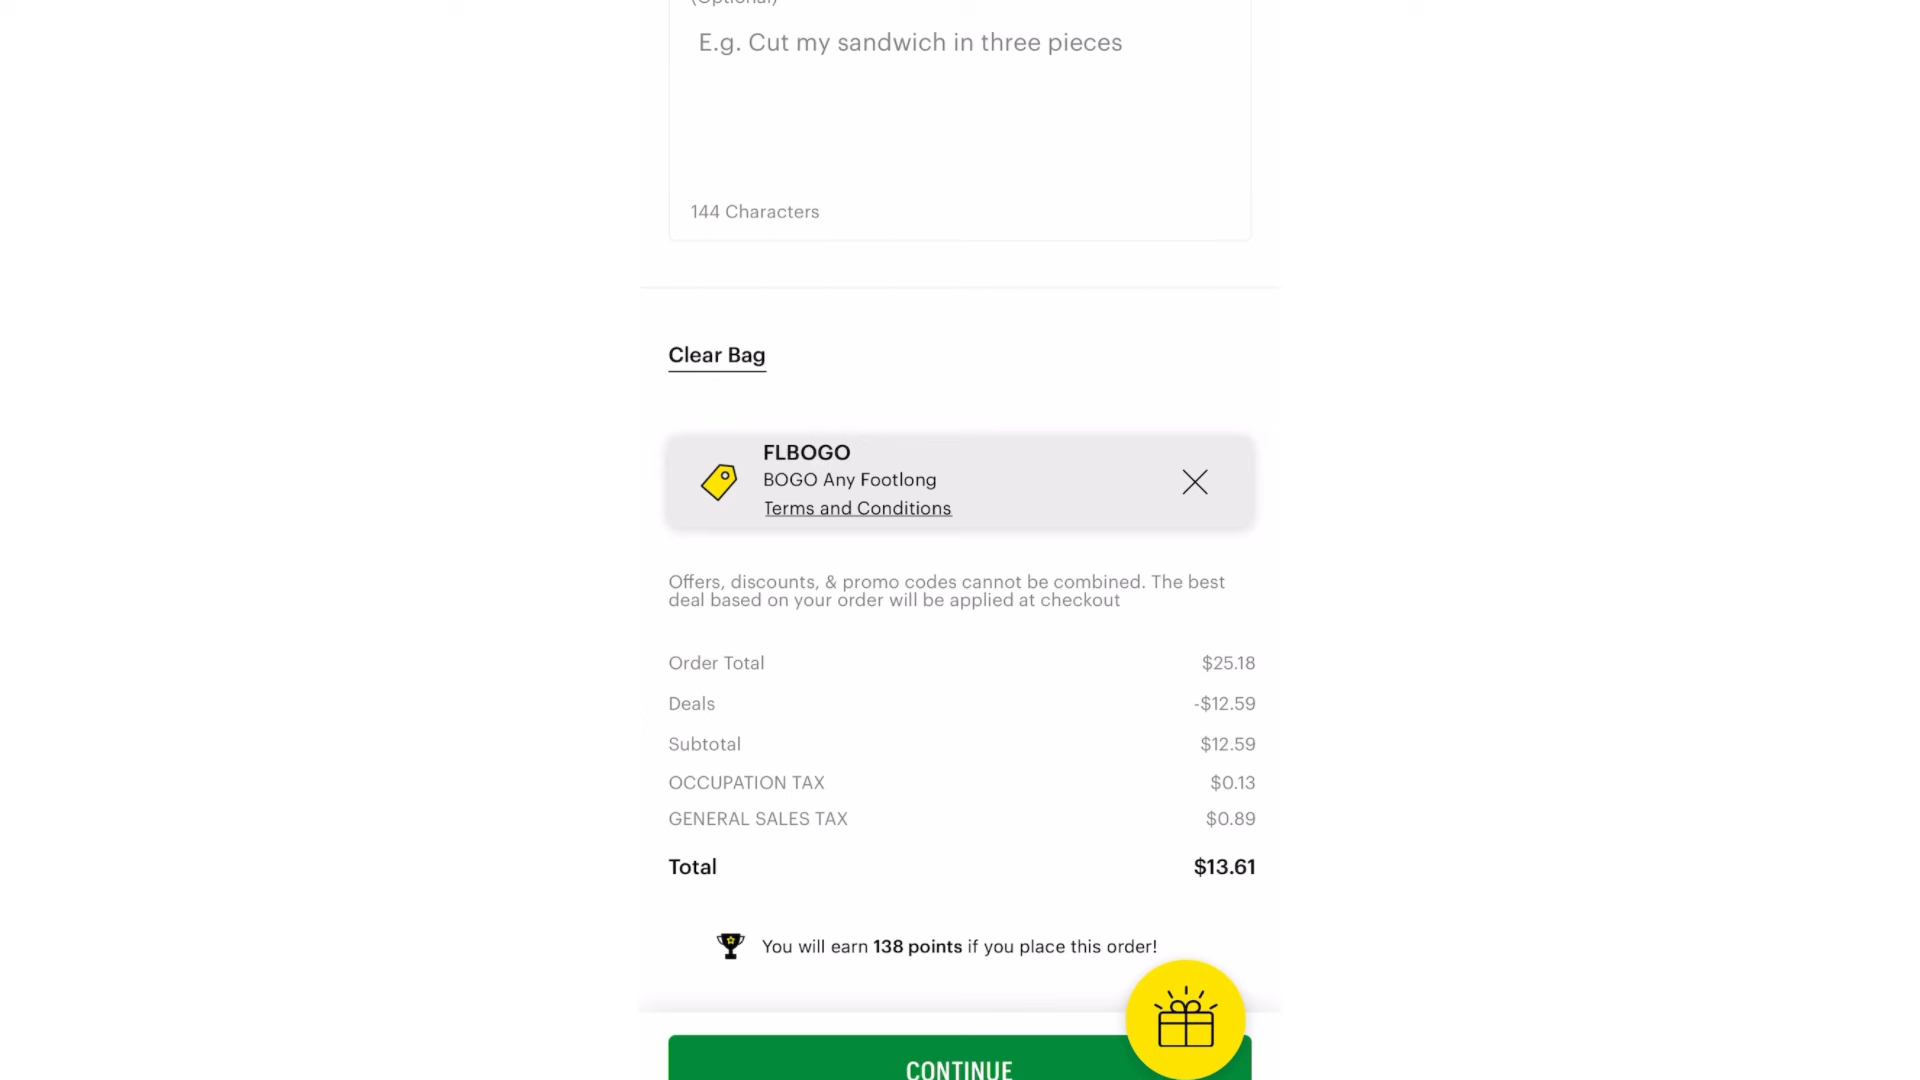 (Optional)
E.g. Cut my sandwich in three pieces
144 Characters
Clear Bag
FLBOGO
BOGO Any Footlong
Terms and Conditions
Offers, discounts, & promo codes cannot be combined. The best
deal based on your order will be applied at checkout
Order Total $25.18
Deals -$12.59
Subtotal $12.59
OCCUPATION TAX $0.13
GENERAL SALES TAX $0.89
Total $13.61
You will earn 138 points if you place this order!
CONTINUE